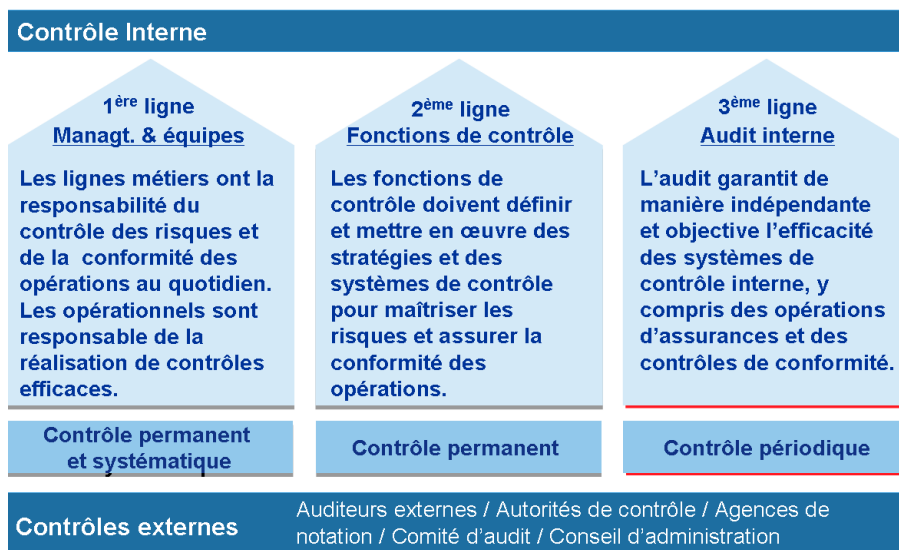 Contrôle Interne
1ère ligne
Managt. & équipes
Les lignes métiers ont la
responsabilité du
contrôle des risques et
de la conformité des
opérations au quotidien.
Les opérationnels sont
responsable de la
réalisation de contrôles
efficaces.
Contrôle permanent
et systématique
2ème ligne
Fonctions de contrôle
Les fonctions de
contrôle doivent définir
et mettre en œuvre des
stratégies et des
systèmes de contrôle
pour maîtriser les
risques et assurer la
conformité des
opérations.
Contrôle permanent
3ème ligne
Audit interne
L’audit garantit de
manière indépendante
et objective l’efficacité
des systèmes de
contrôle interne, y
compris des opérations
d’assurances et des
contrôles de conformité.
Contrôle périodique
Contrôles externes
Auditeurs externes / Autorités de contrôle / Agences de
notation / Comité d’audit / Conseil d’administration